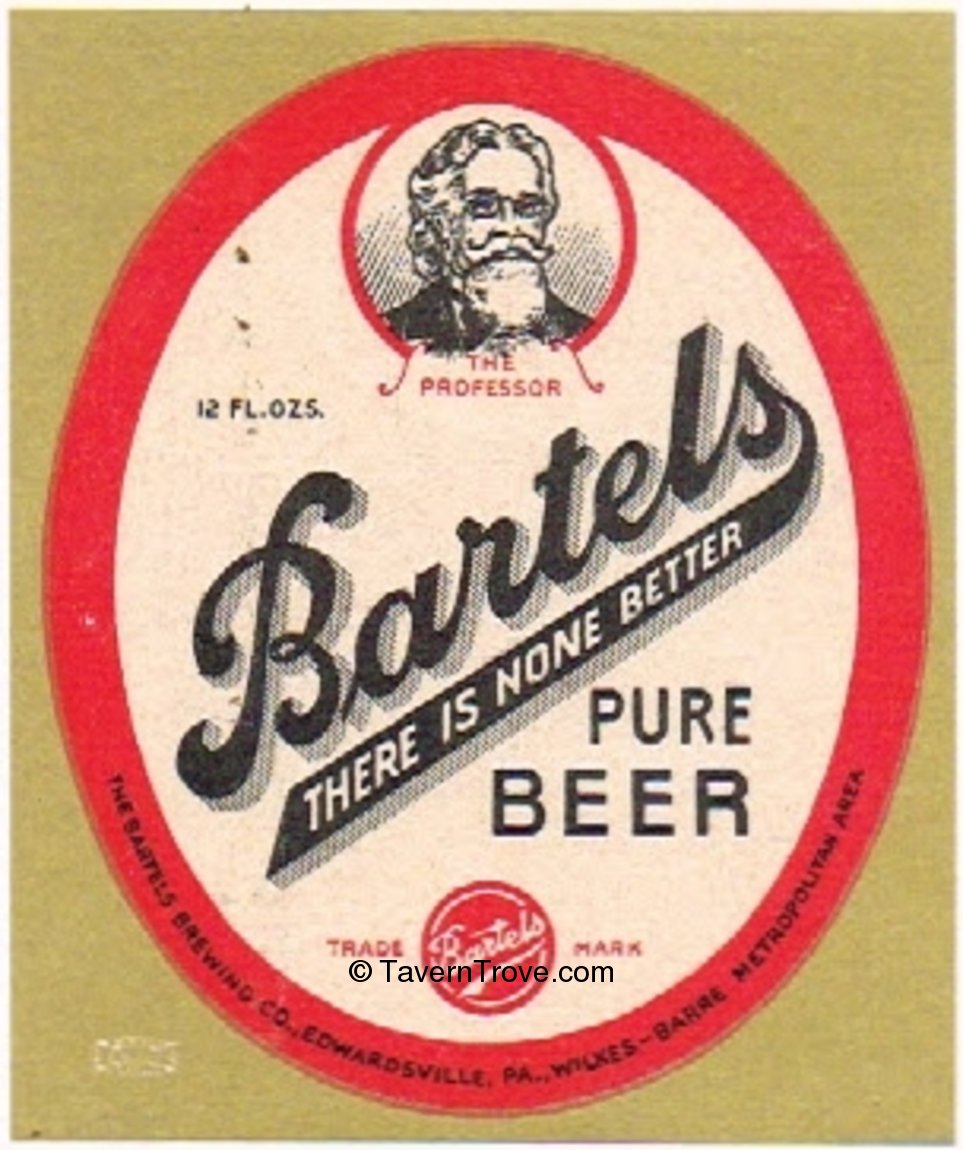 THE
PROFESSOR
12 FL.OZS.
Bartels
THERE IS NONE BETTER
PURE
BEER
TRADE Bartels MARK
© TavernTrove.com
THE BARTELS BREWING CO., EDWARDSVILLE, PA., WILKES-BARRE METROPOLITAN AREA